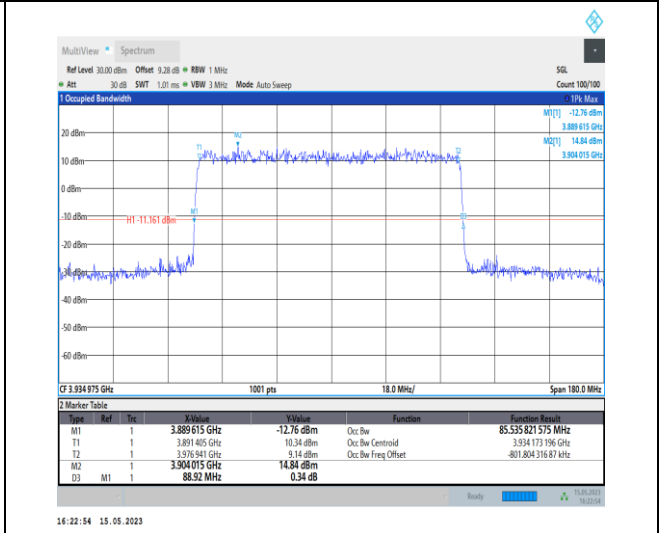 MultiView Spectrum
Ref Level 30.00 dBm Offset 9.28 dB RBW 1 MHz SGL
Att 30 dB SWT 1.01 ms VBW 3 MHz Mode Auto Sweep Count 100/100
1 Occupied Bandwidth 1Pk Max
M1[1] -12.76 dBm
3.889 615 GHz
M2[1] 14.84 dBm
3.904 015 GHz
20 dBm
M2
T1
T2
10 dBm
0 dBm
M1
-10 dBm
H1 -11.161 dBm
D3
-20 dBm
-30 dBm
-40 dBm
-50 dBm
-60 dBm
CF 3.934 975 GHz 1001 pts 18.0 MHz/ Span 180.0 MHz
2 Marker Table
Type Ref Trc X-Value Y-Value Function Function Result
M1 1 3.889 615 GHz -12.76 dBm Occ Bw 85.535 821 575 MHz
T1 1 3.891 405 GHz 10.34 dBm Occ Bw Centroid 3.934 173 196 GHz
T2 1 3.976 941 GHz 9.14 dBm Occ Bw Freq Offset -801.804 316 87 kHz
M2 1 3.904 015 GHz 14.84 dBm
D3 M1 1 88.92 MHz 0.34 dB
Ready 15.05.2023
16:22:54
16:22:54 15.05.2023